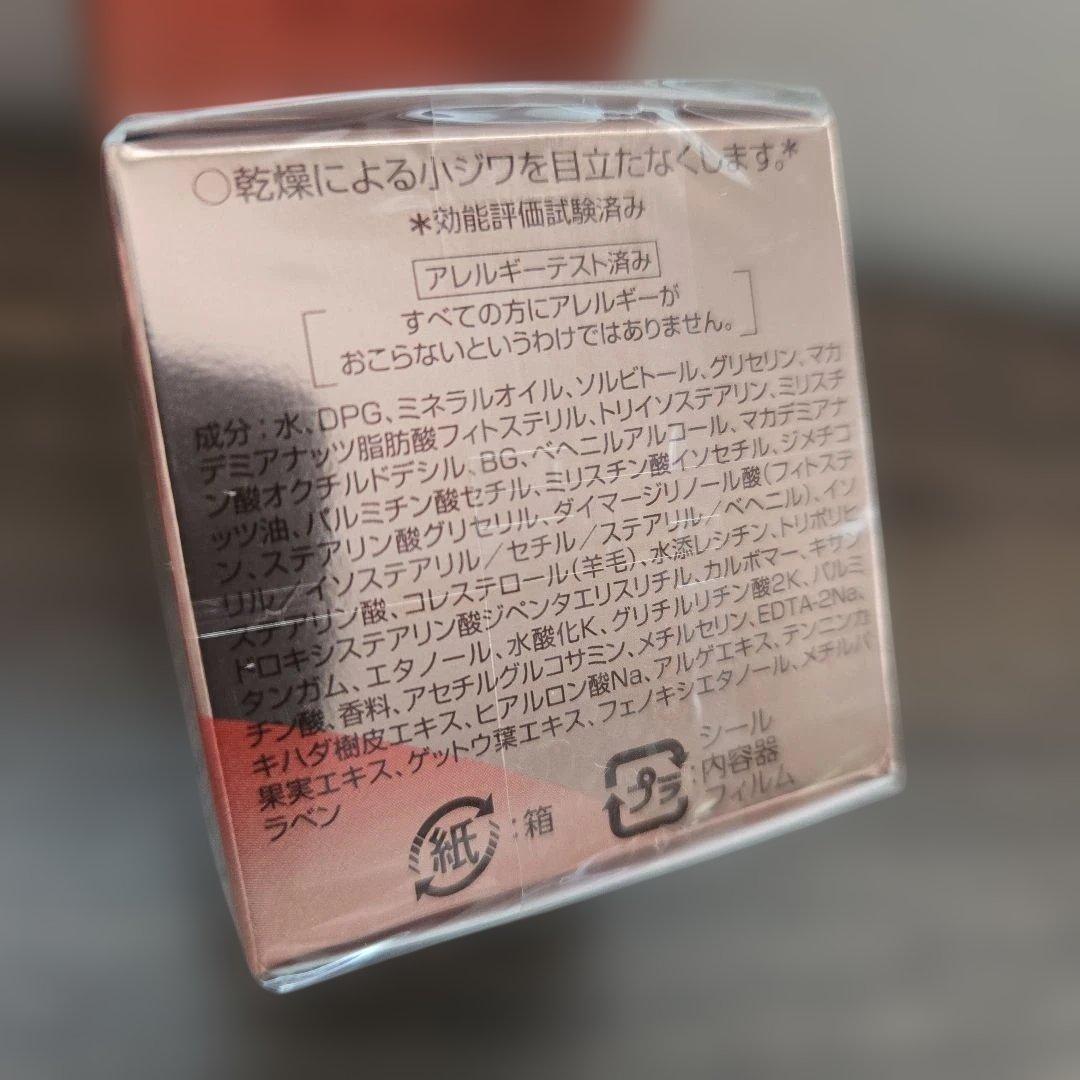 ○乾燥による小ジワを目立たなくします。*
*効能評価試験済み
アレルギーテスト済み
すべての方にアレルギーが
おこらないというわけではありません。
成分：水、DPG、ミネラルオイル、ソルビトール、グリセリン、マカ
デミアナッツ脂肪酸フィトステリル、トリイソステアリン、ミリスチ
ン酸オクチルドデシル、BG、ベヘニルアルコール、マカデミアナ
ッツ油、パルミチン酸セチル、ミリスチン酸イソセチル、ジメチコ
ン、ステアリン酸グリセリル、ダイマージリノール酸（フィトステ
リル／イソステアリル／セチル／ステアリル／ベヘニル）、イソ
ステアリン酸、コレステロール（羊毛）、水添レシチン、トリポリヒ
ドロキシステアリン酸ジペンタエリスリチル、カルボマー、キサン
タンガム、エタノール、水酸化K、グリチルリチン酸2K、パルミ
チン酸、香料、アセチルグルコサミン、メチルセリン、EDTA-2Na、
キハダ樹皮エキス、ヒアルロン酸Na、アルゲエキス、テンニンカ
果実エキス、ゲットウ葉エキス、フェノキシエタノール、メチルパ
ラベン
紙：箱
プラ：シール
内容器
フィルム